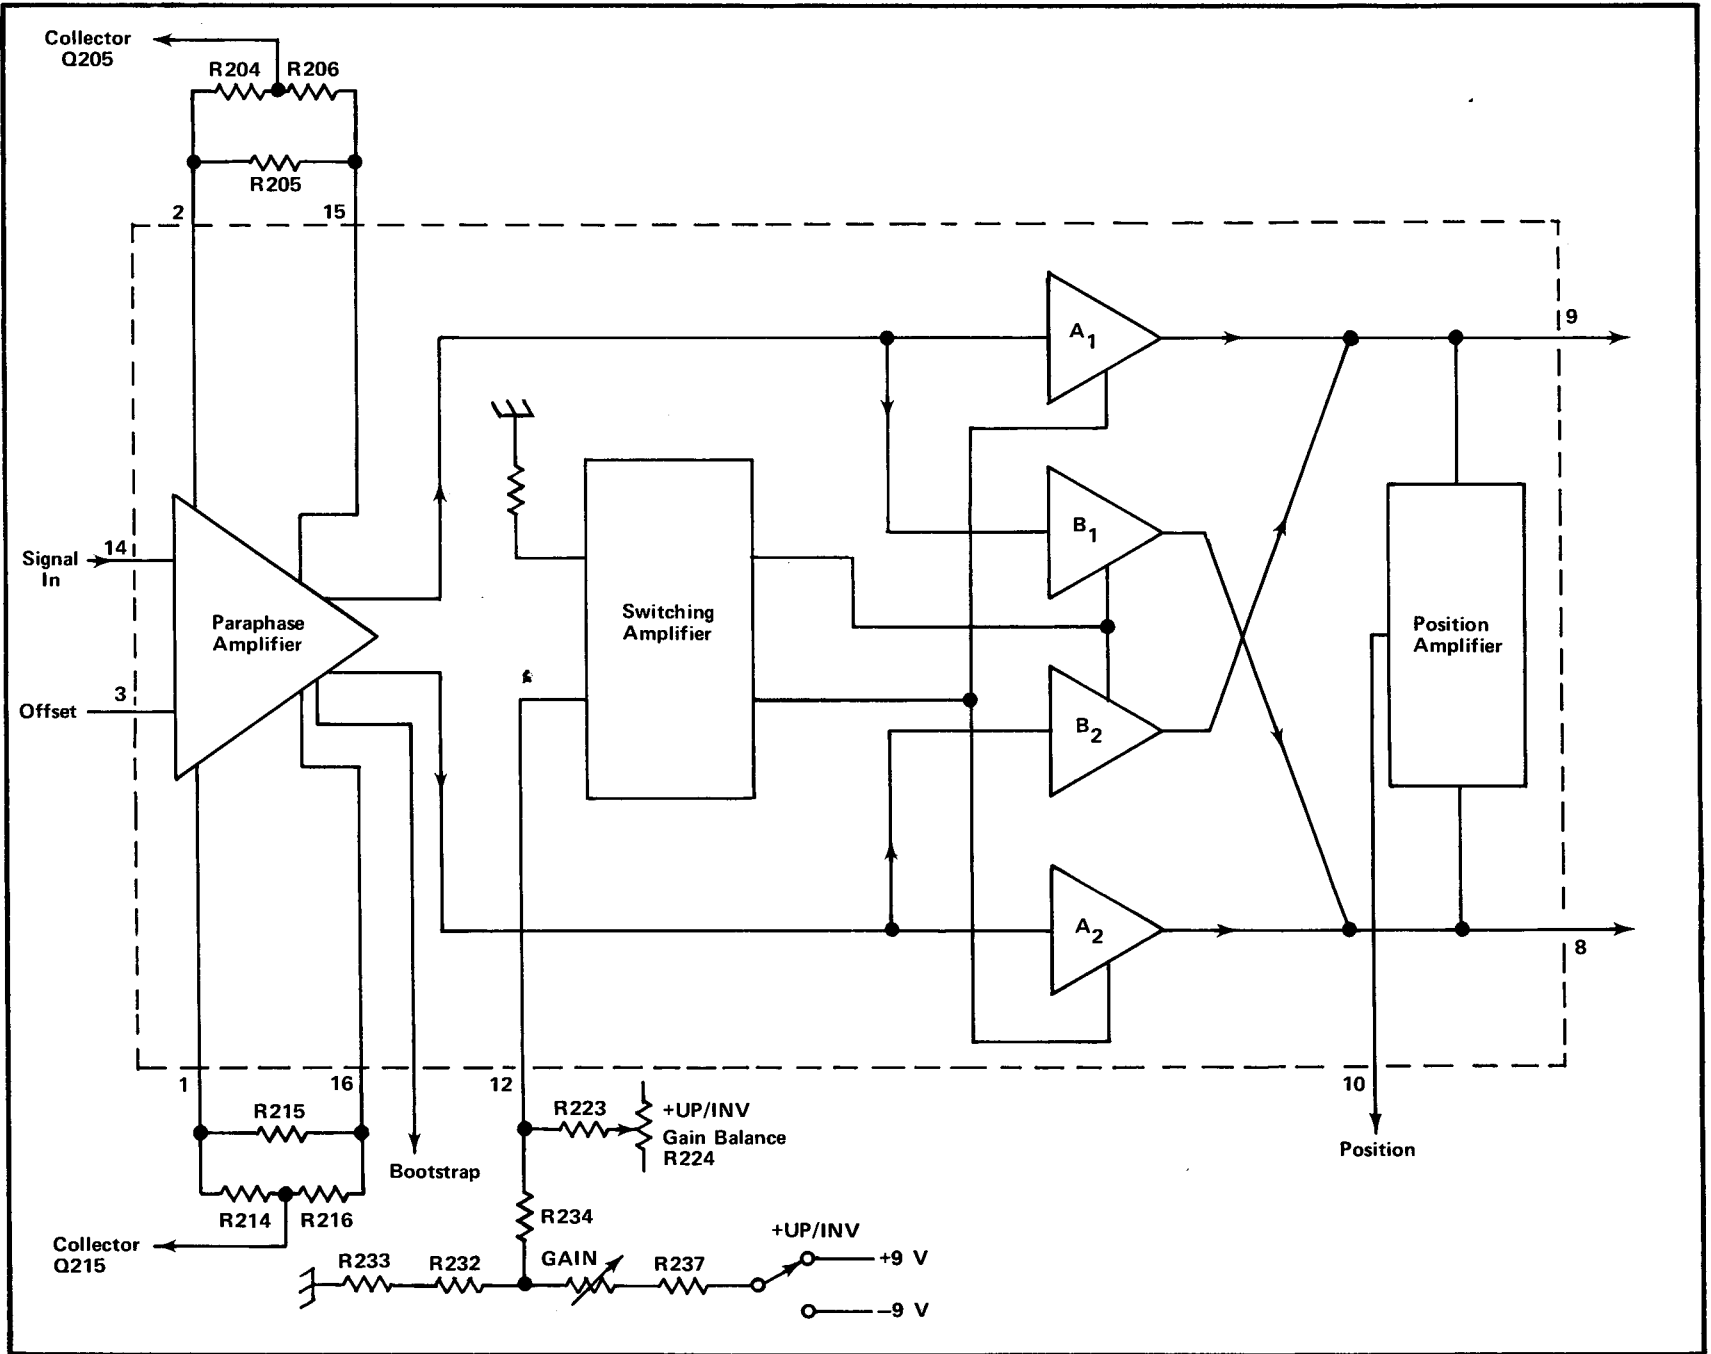 Collector
Q205
R204
R206
R205
2
15
9
A1
14
Signal
In
B1
Paraphase
Amplifier
Switching
Amplifier
Position
Amplifier
3
Offset
B2
A2
8
1
16
12
10
R215
R223
+UP/INV
Gain Balance
R224
Position
Bootstrap
R214
R216
R234
Collector
Q215
R233
R232
GAIN
R237
+UP/INV
+9 V
–9 V